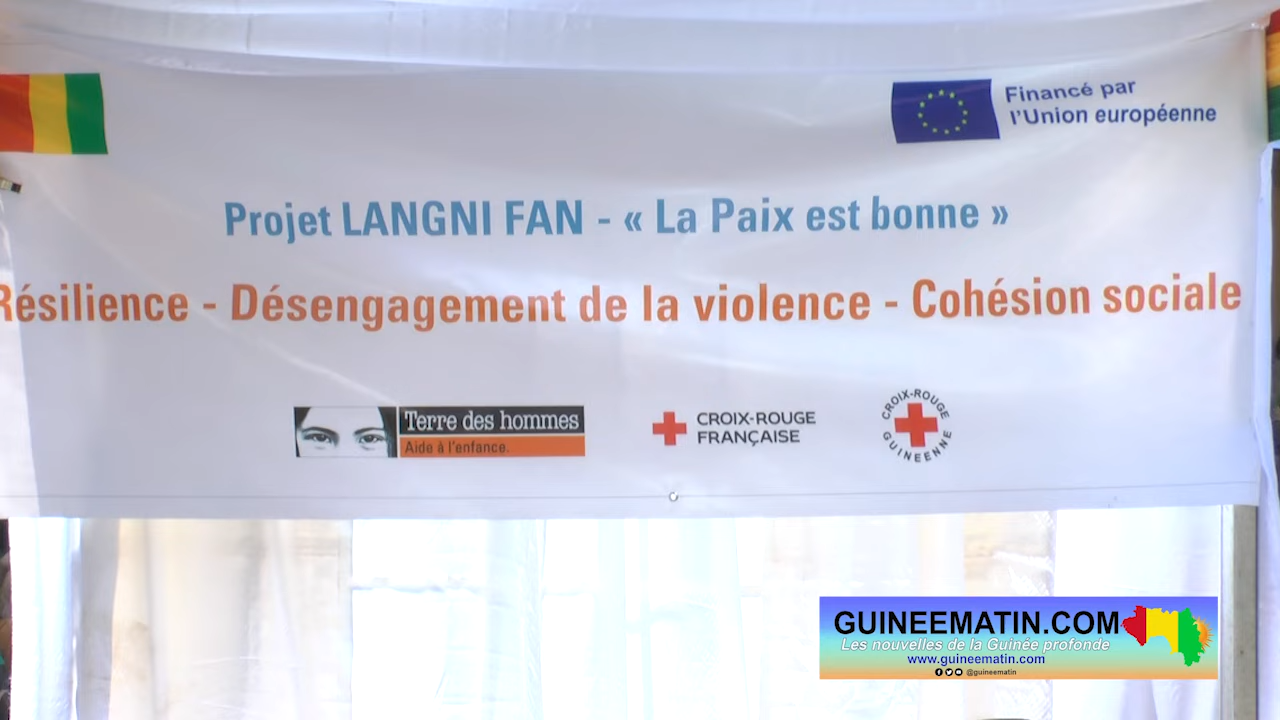 Financé par
l'Union européenne
Projet LANGNI FAN - « La Paix est bonne »
Résilience - Désengagement de la violence - Cohésion sociale
Terre des hommes
Aide à l'enfance.
CROIX-ROUGE
FRANÇAISE
CROIX-ROUGE
GUINEENNE
GUINEEMATIN.COM
Les nouvelles de la Guinée profonde
www.guineematin.com
@guineematin